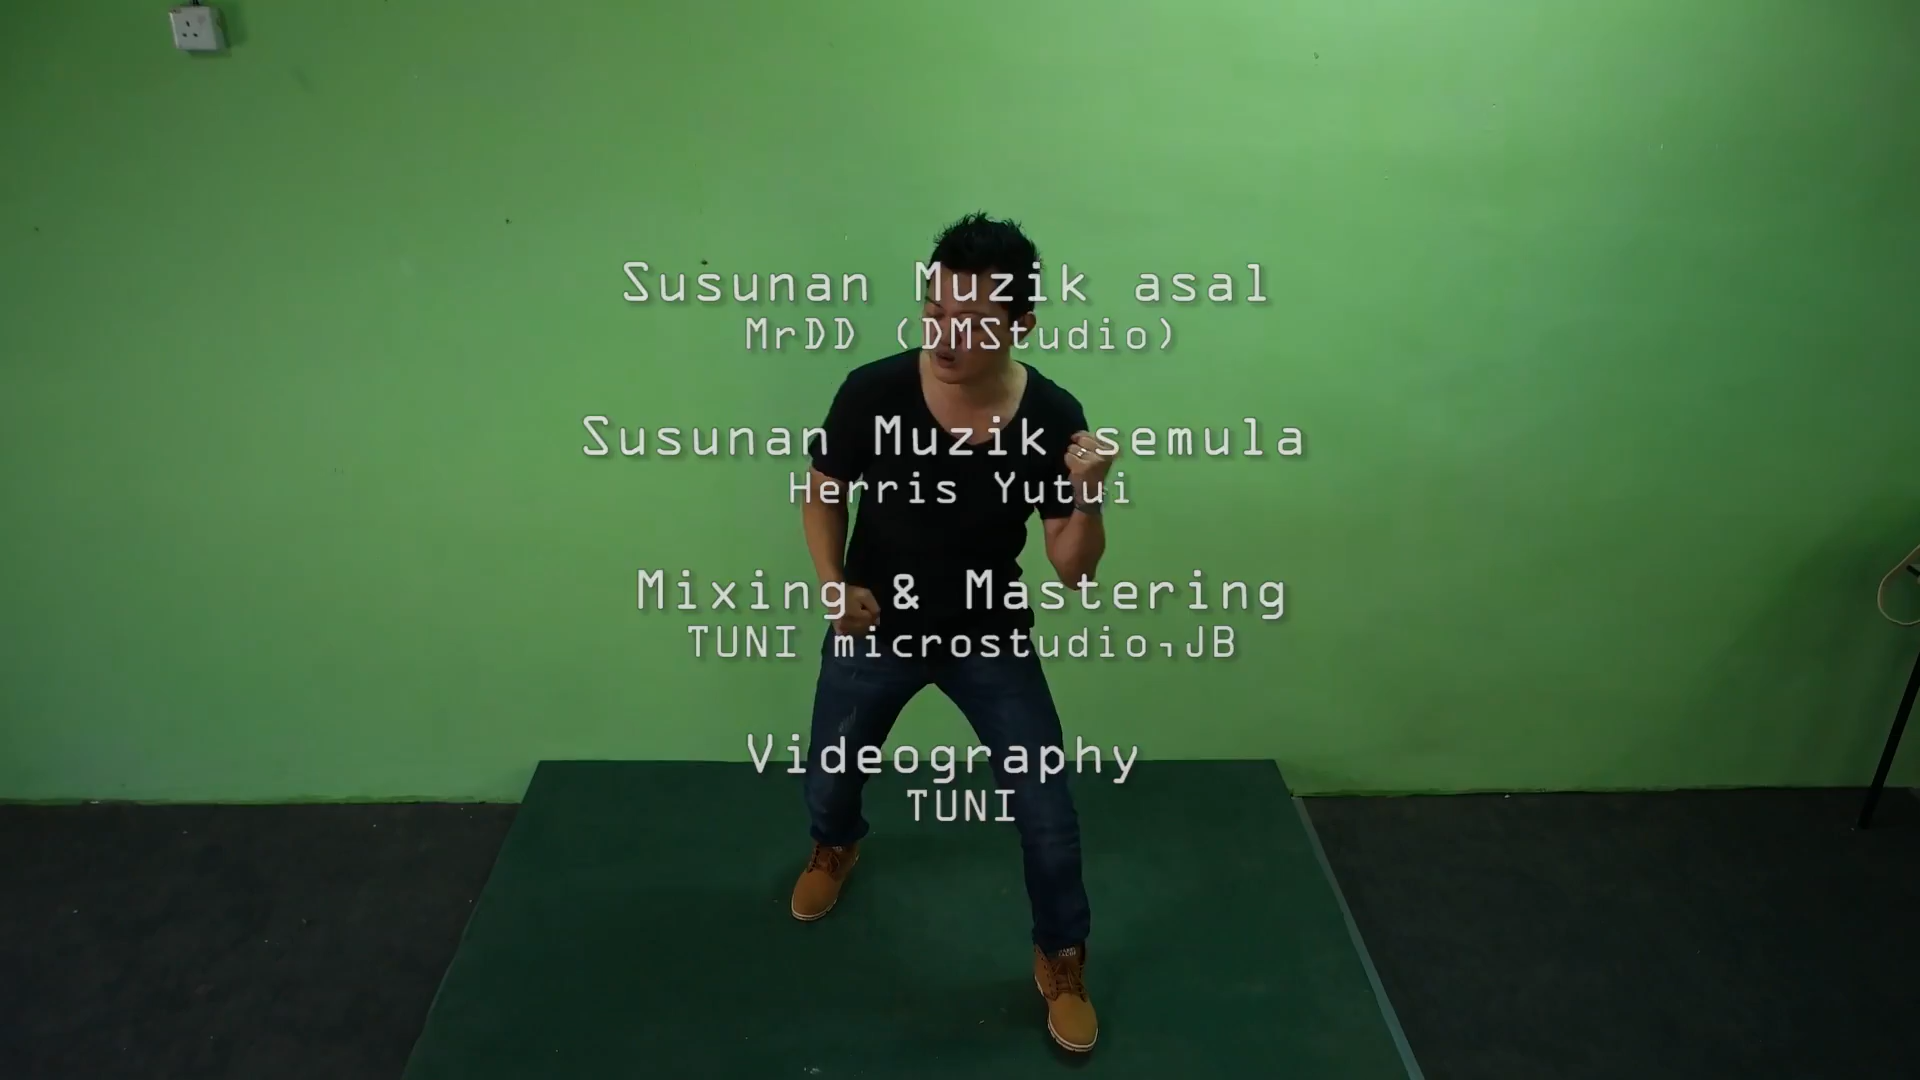 Susunan Muzik asal
MrDD (DMStudio)
Susunan Muzik semula
Herris Yutui
Mixing & Mastering
TUNI microstudio,JB
Videography
TUNI